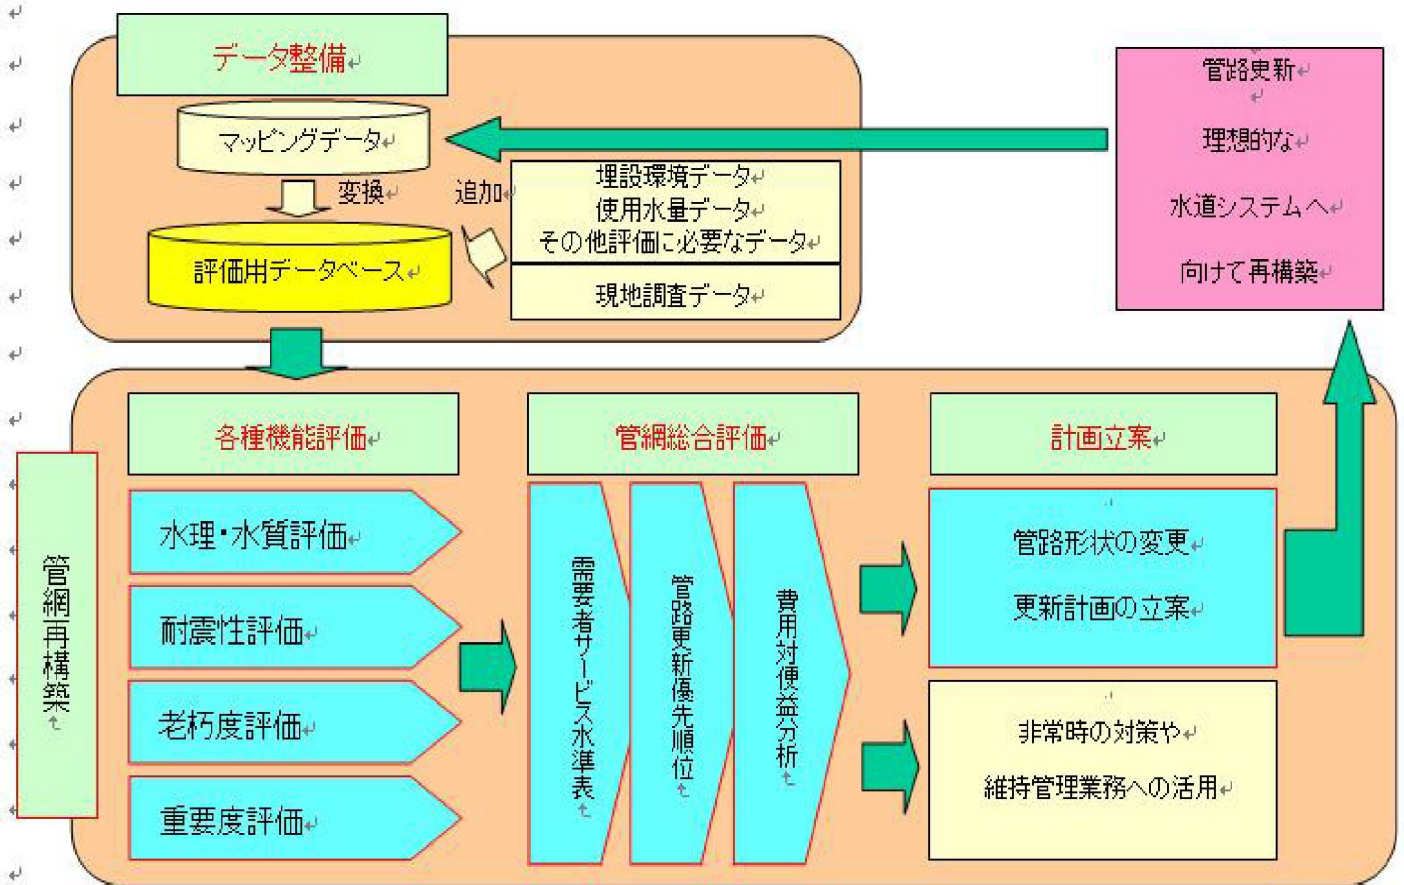 データ整備
マッピングデータ
変換
追加
評価用データベース
埋設環境データ
使用水量データ
その他評価に必要なデータ
現地調査データ
管路更新
理想的な
水道システムへ
向けて再構築
管網再構築
各種機能評価
水理・水質評価
耐震性評価
老朽度評価
重要度評価
管網総合評価
需要者サービス水準表
管路更新優先順位
費用対便益分析
計画立案
管路形状の変更
更新計画の立案
非常時の対策や
維持管理業務への活用